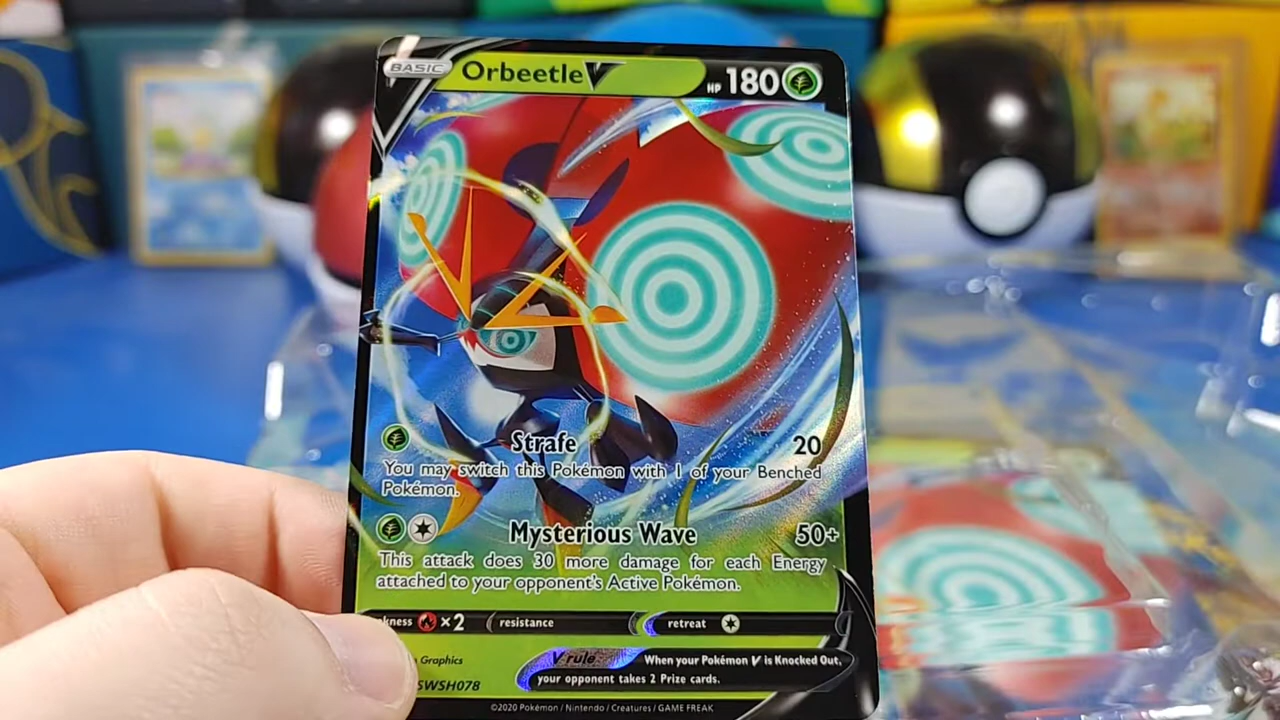 BASIC Orbeetle V HP 180
Strafe 20
You may switch this Pokémon with 1 of your Benched
Pokémon.
Mysterious Wave 50+
This attack does 30 more damage for each Energy
attached to your opponent's Active Pokémon.
kness ×2 resistance retreat
Graphics
SWSH078
V rule When your Pokémon V is Knocked Out,
your opponent takes 2 Prize cards.
©2020 Pokémon / Nintendo / Creatures / GAME FREAK